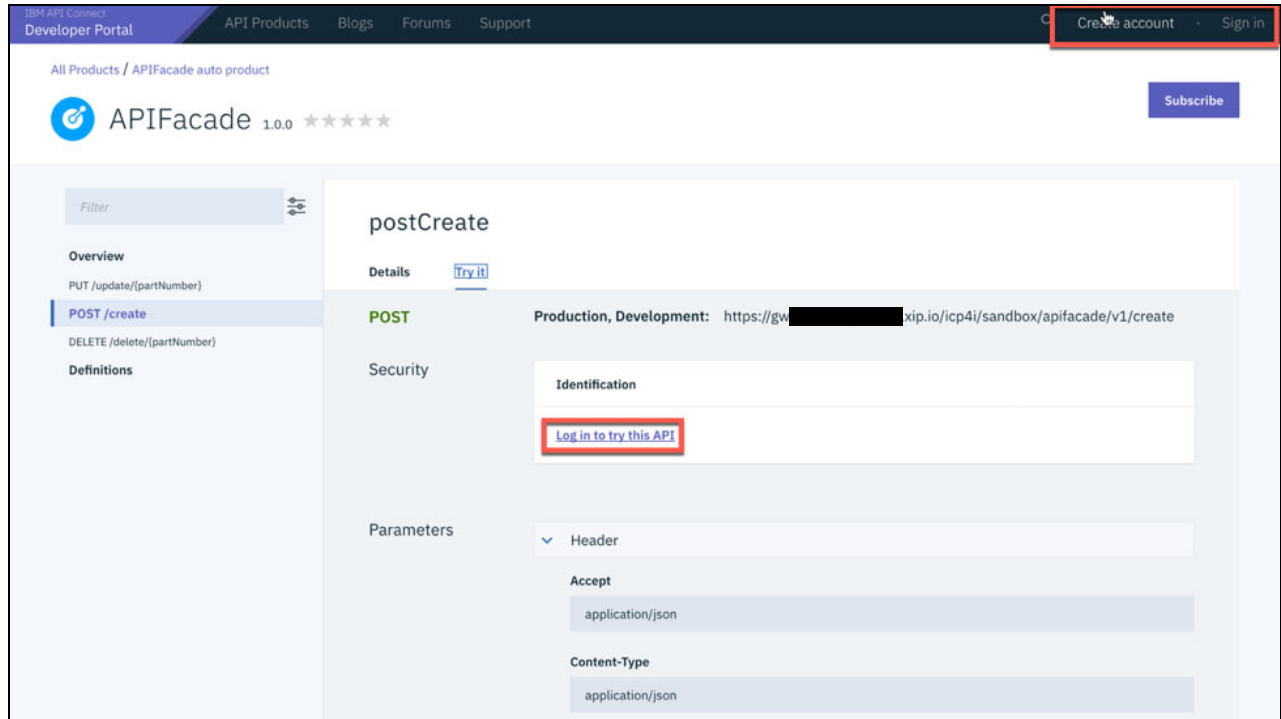 IBM API Connect
Developer Portal
API Products Blogs Forums Support Create account · Sign in
All Products / APIFacade auto product
APIFacade 1.0.0
Subscribe
Filter
Overview
PUT /update/{partNumber}
POST /create
DELETE /delete/{partNumber}
Definitions
postCreate
Details Try it
POST Production, Development: https://gw xip.io/icp4i/sandbox/apifacade/v1/create
Security
Identification
Log in to try this API
Parameters
Header
Accept
application/json
Content-Type
application/json